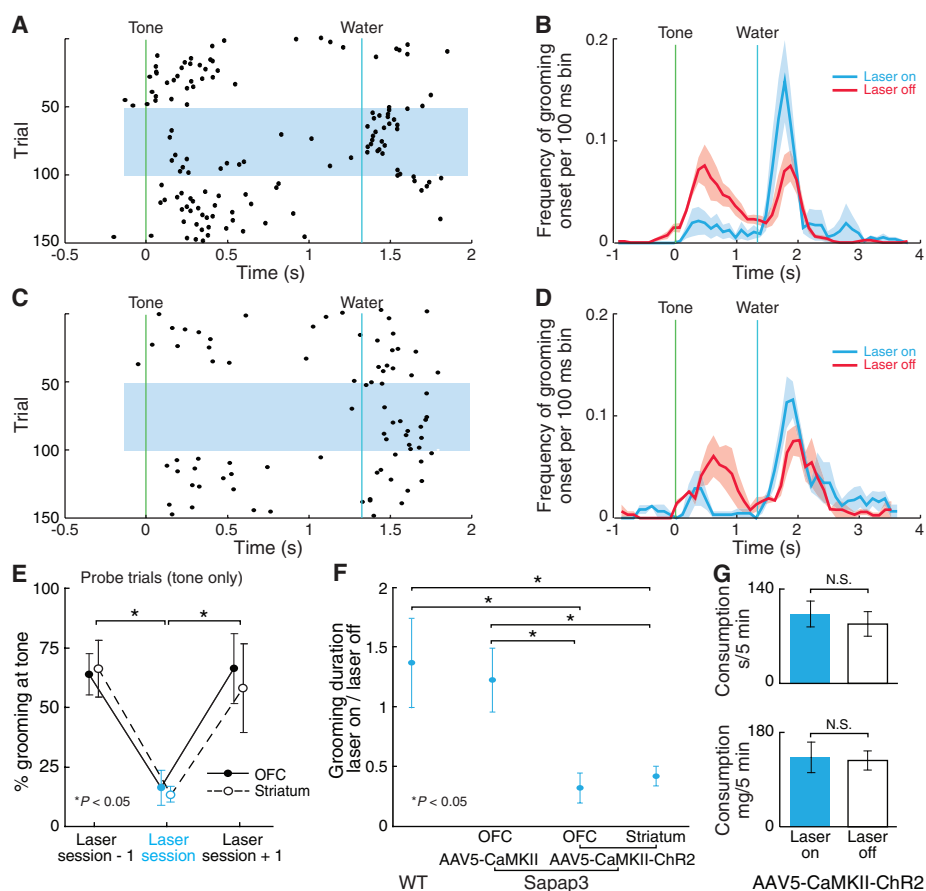 A
Tone
Water
Trial
50
100
150
-0.5
0
0.5
1
1.5
2
Time (s)
B
Tone
Water
Laser on
Laser off
Frequency of grooming
onset per 100 ms bin
0.2
0.1
0
-1
0
1
2
3
4
Time (s)
C
Tone
Water
Trial
50
100
150
-0.5
0
0.5
1
1.5
2
Time (s)
D
Tone
Water
Laser on
Laser off
Frequency of grooming
onset per 100 ms bin
0.2
0.1
0
-1
0
1
2
3
4
Time (s)
E
Probe trials (tone only)
* *
% grooming at tone
100
75
50
25
0
OFC
Striatum
*P < 0.05
Laser
session - 1
Laser
session
Laser
session + 1
F
*
*
*
*
Grooming duration
laser on / laser off
2
1.5
1
0.5
0
*P < 0.05
OFC OFC Striatum
AAV5-CaMKII AAV5-CaMKII-ChR2
WT Sapap3
G
N.S.
Consumption
s/5 min
140
0
N.S.
Consumption
mg/5 min
180
0
Laser
on
Laser
off
AAV5-CaMKII-ChR2